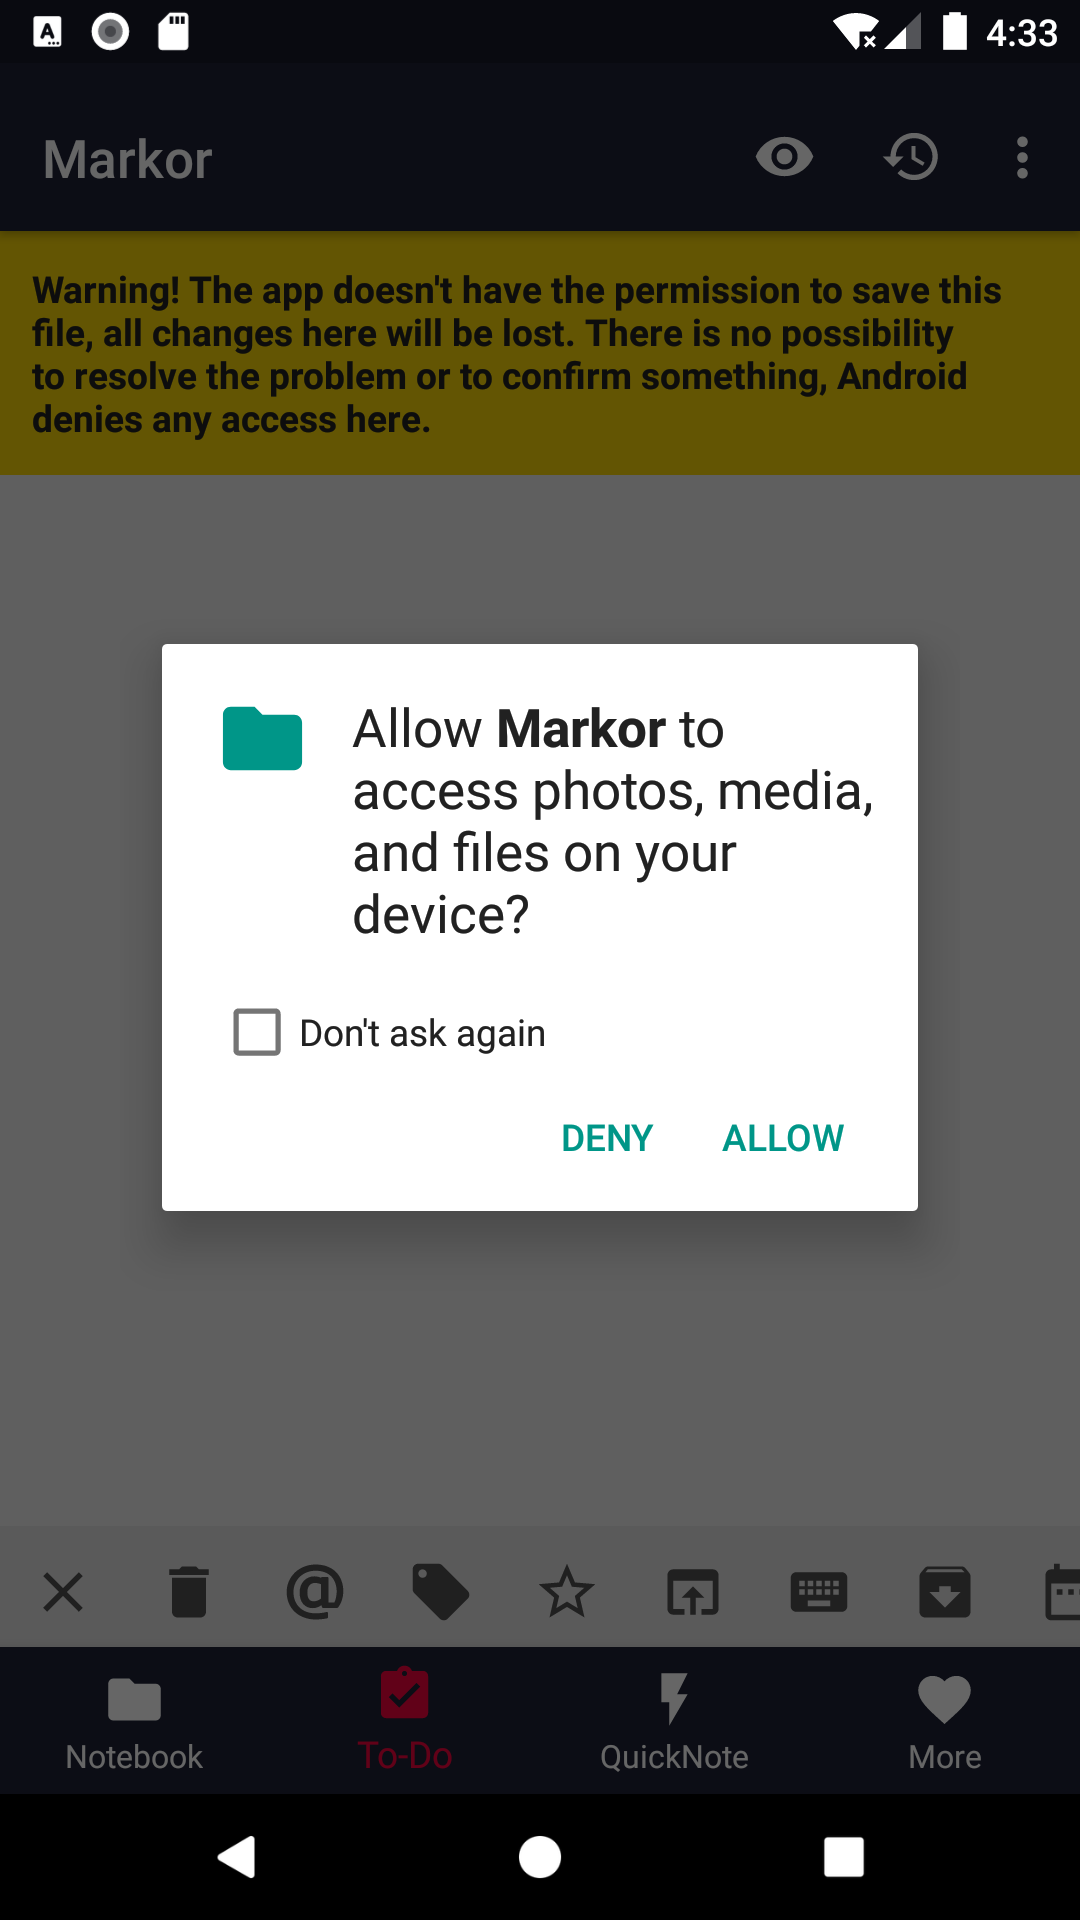 4:33
Markor
Warning! The app doesn't have the permission to save this
file, all changes here will be lost. There is no possibility
to resolve the problem or to confirm something, Android
denies any access here.
Allow Markor to
access photos, media,
and files on your
device?
Don't ask again
DENY ALLOW
Notebook To-Do QuickNote More